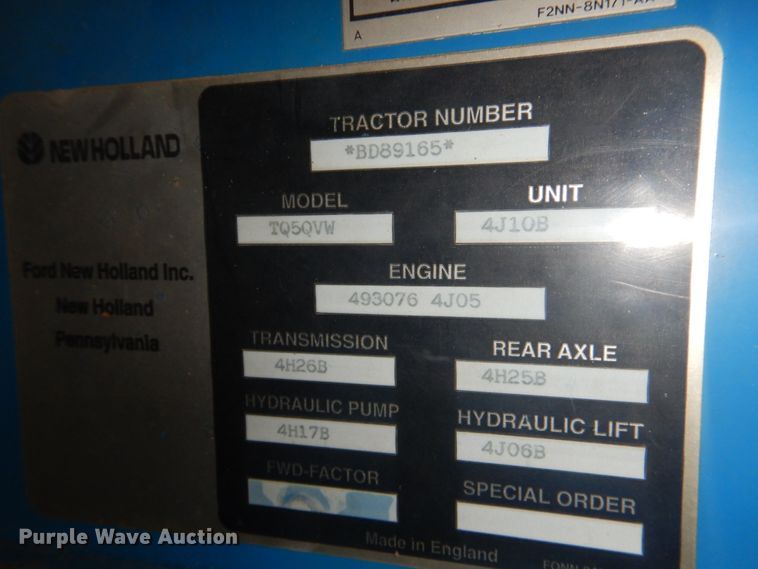 F2NN-8N171-AA
A
NEW HOLLAND
Ford New Holland Inc.
New Holland
Pennsylvania
TRACTOR NUMBER
*BD89165*
MODEL
UNIT
TQ5QVW
4J10B
ENGINE
493076 4J05
TRANSMISSION
REAR AXLE
4H26B
4H25B
HYDRAULIC PUMP
HYDRAULIC LIFT
4H17B
4J06B
FWD-FACTOR
SPECIAL ORDER
Made in England
Purple Wave Auction